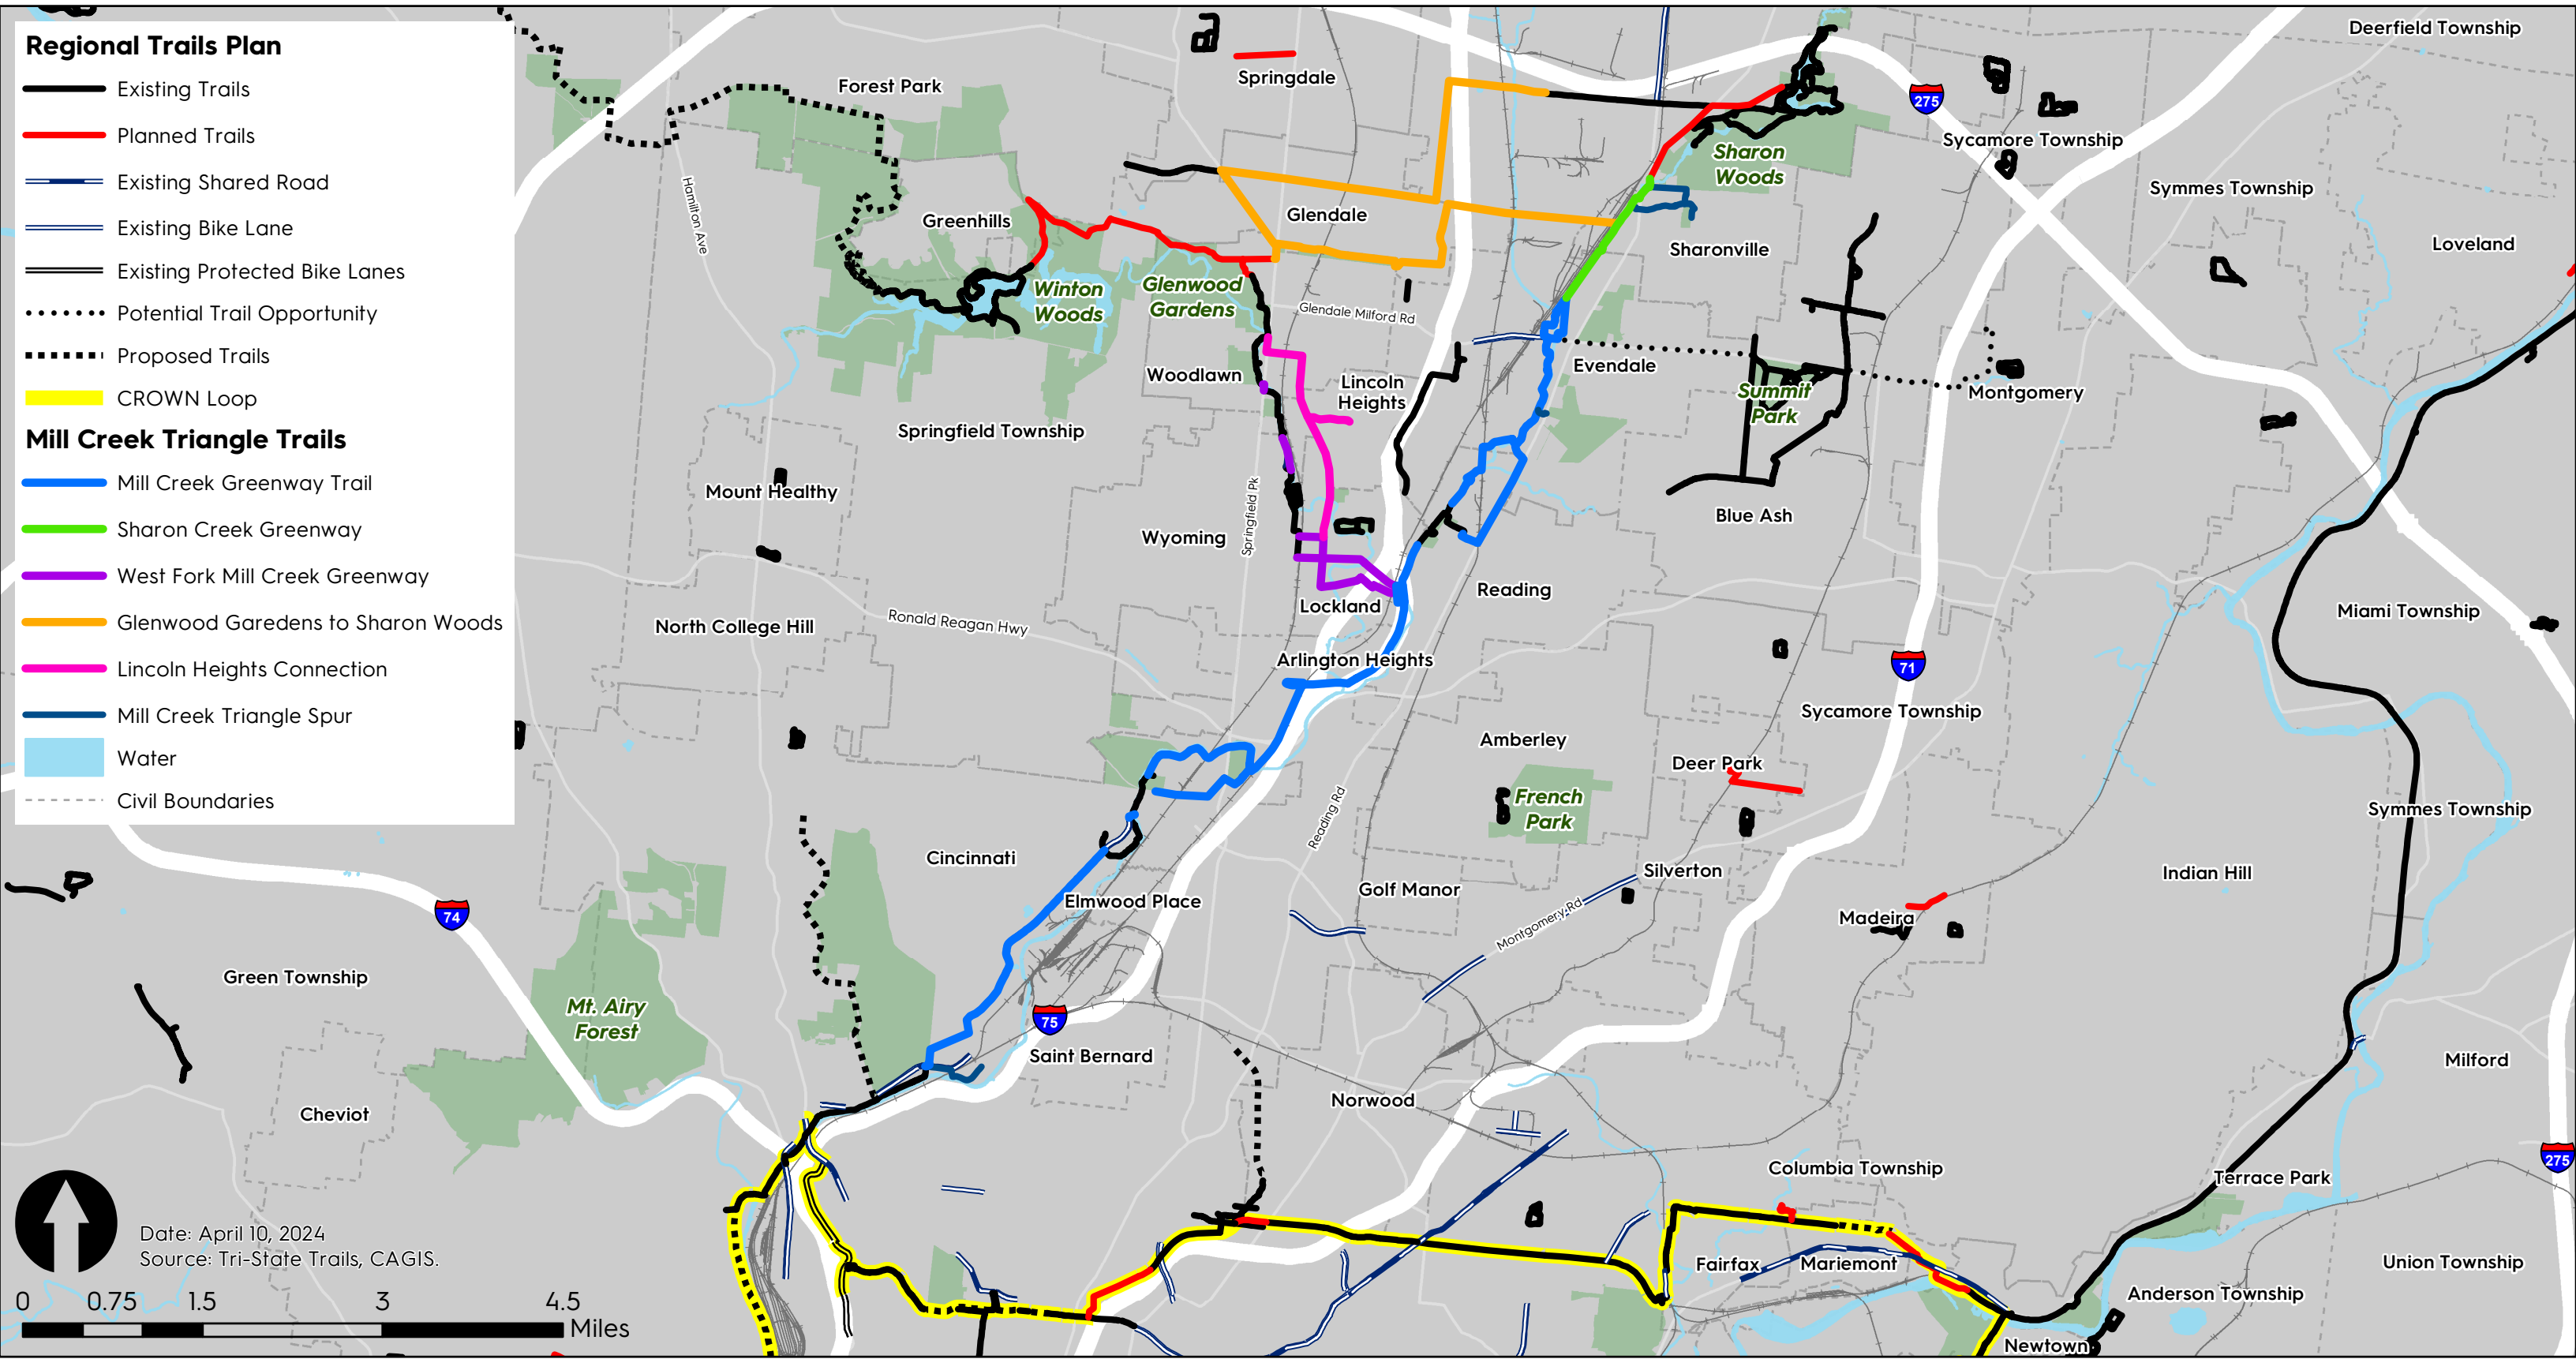 Regional Trails Plan
Existing Trails
Planned Trails
Existing Shared Road
Existing Bike Lane
Existing Protected Bike Lanes
Potential Trail Opportunity
Proposed Trails
CROWN Loop
Mill Creek Triangle Trails
Mill Creek Greenway Trail
Sharon Creek Greenway
West Fork Mill Creek Greenway
Glenwood Garedens to Sharon Woods
Lincoln Heights Connection
Mill Creek Triangle Spur
Water
Civil Boundaries
Deerfield Township
Springdale
Forest Park
275
Sycamore Township
Sharon
Woods
Symmes Township
Hamilton Ave
Greenhills
Glendale
Sharonville
Loveland
Winton
Woods
Glenwood
Gardens
Glendale Milford Rd
Woodlawn
Lincoln
Heights
Evendale
Summit
Park
Montgomery
Springfield Township
Mount Healthy
Springfield Pk
Wyoming
Blue Ash
Reading
Lockland
Miami Township
North College Hill
Ronald Reagan Hwy
Arlington Heights
71
Sycamore Township
Amberley
Deer Park
French
Park
Symmes Township
Reading Rd
Cincinnati
Golf Manor
Silverton
Indian Hill
Elmwood Place
Montgomery Rd
Madeira
74
Green Township
Mt. Airy
Forest
75
Saint Bernard
Milford
Norwood
Cheviot
275
Columbia Township
Terrace Park
Fairfax
Mariemont
Union Township
Anderson Township
Newtown
Date: April 10, 2024
Source: Tri-State Trails, CAGIS.
0 0.75 1.5 3 4.5
Miles